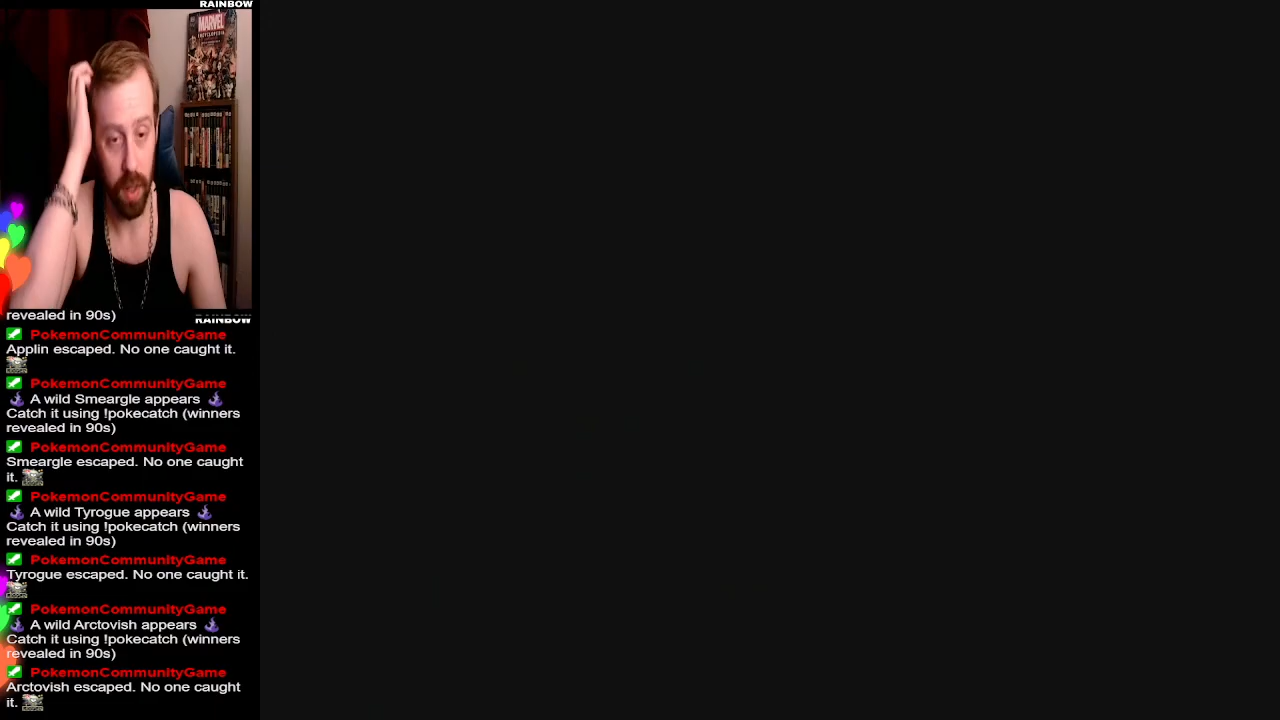 RAINBOW
MARVEL
ENCYCLOPEDIA
revealed in 90s)
RAINBOW
PokemonCommunityGame
Applin escaped. No one caught it.
PokemonCommunityGame
A wild Smeargle appears
Catch it using !pokecatch (winners
revealed in 90s)
PokemonCommunityGame
Smeargle escaped. No one caught
it.
PokemonCommunityGame
A wild Tyrogue appears
Catch it using !pokecatch (winners
revealed in 90s)
PokemonCommunityGame
Tyrogue escaped. No one caught it.
PokemonCommunityGame
A wild Arctovish appears
Catch it using !pokecatch (winners
revealed in 90s)
PokemonCommunityGame
Arctovish escaped. No one caught
it.